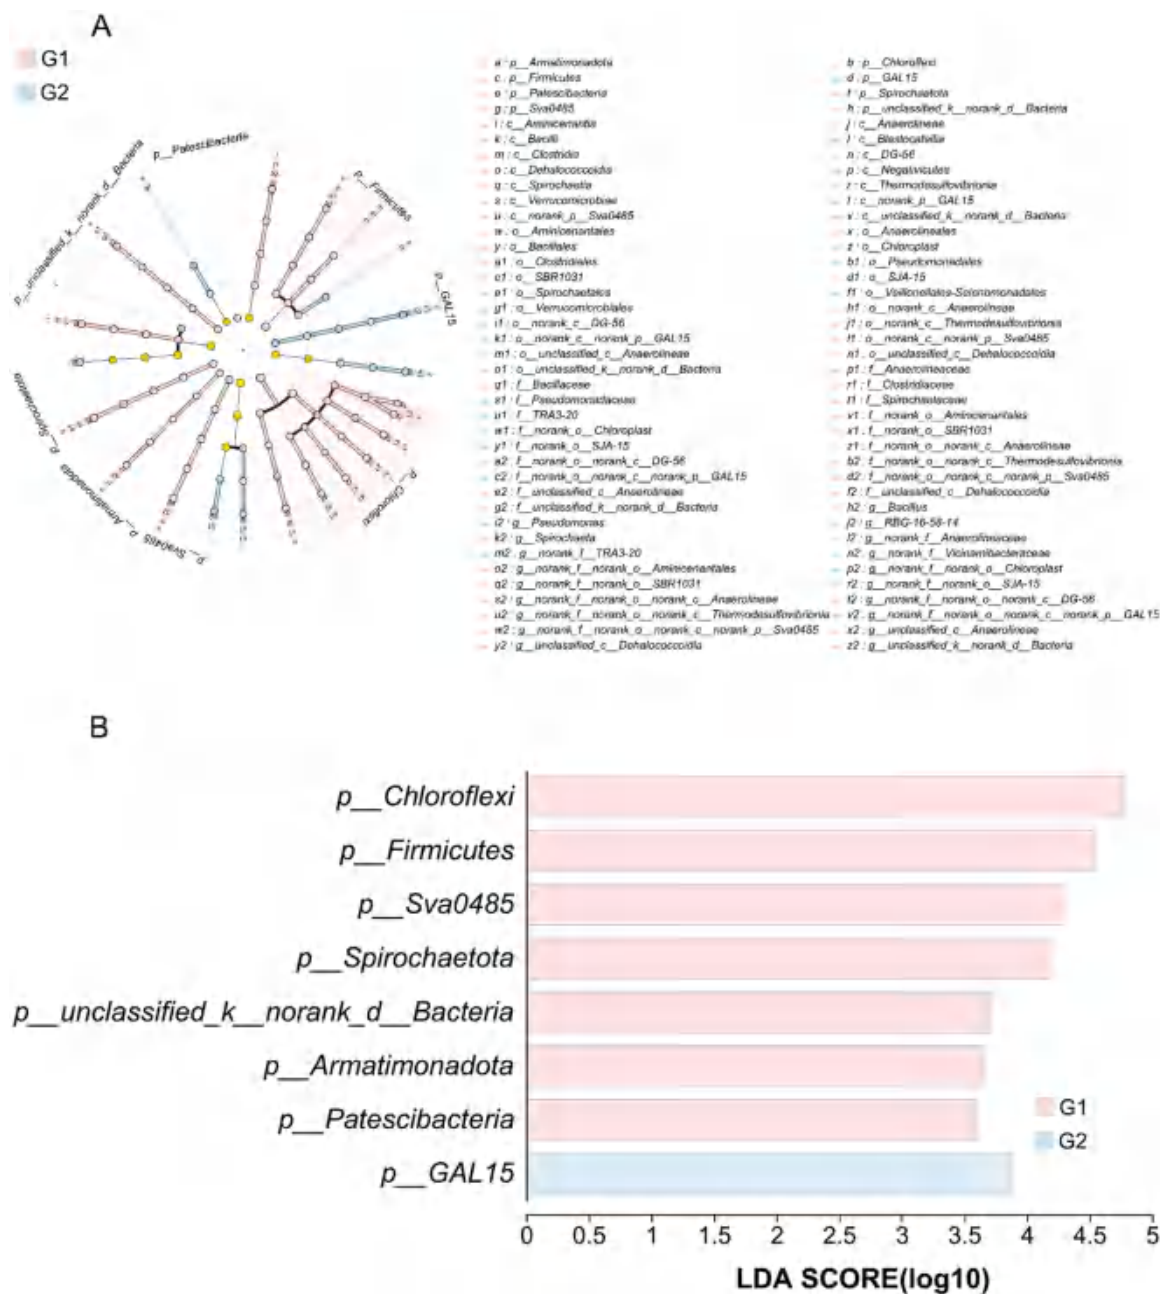 A
G1
G2
p__Patescibacteria
p__unclassified_k__norank_d__Bacteria
p__Firmicutes
p__GAL15
p__Spirochaetota
p__Armatimonadota
p__Sva0485
p__Chloroflexi
a : p__Armatimonadota
b : p__Chloroflexi
c : p__Firmicutes
d : p__GAL15
e : p__Patescibacteria
f : p__Spirochaetota
g : p__Sva0485
h : p__unclassified_k__norank_d__Bacteria
i : c__Aminicenantia
j : c__Anaerolineae
k : c__Bacilli
l : c__Blastocatellia
m : c__Clostridia
n : c__DG-56
o : c__Dehalococcoidia
p : c__Negativicutes
q : c__Spirochaetia
r : c__Thermodesulfovibrionia
s : c__Verrucomicrobiae
t : c__norank_p__GAL15
u : c__norank_p__Sva0485
v : c__unclassified_k__norank_d__Bacteria
w : o__Aminicenantales
x : o__Anaerolineales
y : o__Bacillales
z : o__Chloroplast
a1 : o__Clostridiales
b1 : o__Pseudomonadales
c1 : o__SBR1031
d1 : o__SJA-15
e1 : o__Spirochaetales
f1 : o__Veillonellales-Selenomonadales
g1 : o__Verrucomicrobiales
h1 : o__norank_c__Anaerolineae
i1 : o__norank_c__DG-56
j1 : o__norank_c__Thermodesulfovibrionia
k1 : o__norank_c__norank_p__GAL15
l1 : o__norank_c__norank_p__Sva0485
m1 : o__unclassified_c__Anaerolineae
n1 : o__unclassified_c__Dehalococcoidia
o1 : o__unclassified_k__norank_d__Bacteria
p1 : f__Anaerolineaceae
q1 : f__Bacillaceae
r1 : f__Clostridiaceae
s1 : f__Pseudomonadaceae
t1 : f__Spirochaetaceae
u1 : f__TRA3-20
v1 : f__norank_o__Aminicenantales
w1 : f__norank_o__Chloroplast
x1 : f__norank_o__SBR1031
y1 : f__norank_o__SJA-15
z1 : f__norank_o__norank_c__Anaerolineae
a2 : f__norank_o__norank_c__DG-56
b2 : f__norank_o__norank_c__Thermodesulfovibrionia
c2 : f__norank_o__norank_c__norank_p__GAL15
d2 : f__norank_o__norank_c__norank_p__Sva0485
e2 : f__unclassified_c__Anaerolineae
f2 : f__unclassified_c__Dehalococcoidia
g2 : f__unclassified_k__norank_d__Bacteria
h2 : g__Bacillus
i2 : g__Pseudomonas
j2 : g__RBG-16-58-14
k2 : g__Spirochaeta
l2 : g__norank_f__Anaerolineaceae
m2 : g__norank_f__TRA3-20
n2 : g__norank_f__Vicinamibacteraceae
o2 : g__norank_f__norank_o__Aminicenantales
p2 : g__norank_f__norank_o__Chloroplast
q2 : g__norank_f__norank_o__SBR1031
r2 : g__norank_f__norank_o__SJA-15
s2 : g__norank_f__norank_o__norank_c__Anaerolineae
t2 : g__norank_f__norank_o__norank_c__DG-56
u2 : g__norank_f__norank_o__norank_c__Thermodesulfovibrionia
v2 : g__norank_f__norank_o__norank_c__norank_p__GAL15
w2 : g__norank_f__norank_o__norank_c__norank_p__Sva0485
x2 : g__unclassified_c__Anaerolineae
y2 : g__unclassified_c__Dehalococcoidia
z2 : g__unclassified_k__norank_d__Bacteria
B
p__Chloroflexi
p__Firmicutes
p__Sva0485
p__Spirochaetota
p__unclassified_k__norank_d__Bacteria
p__Armatimonadota
p__Patescibacteria
p__GAL15
G1
G2
0 0.5 1 1.5 2 2.5 3 3.5 4 4.5 5
LDA SCORE(log10)